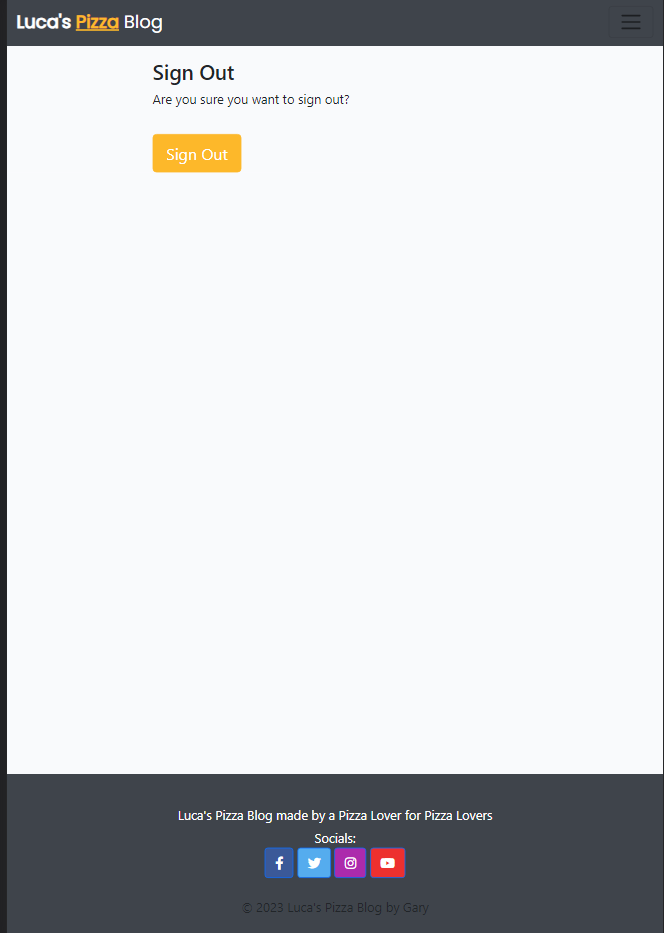 Luca's Pizza Blog
Sign Out
Are you sure you want to sign out?
Sign Out
Luca's Pizza Blog made by a Pizza Lover for Pizza Lovers
Socials:
© 2023 Luca's Pizza Blog by Gary